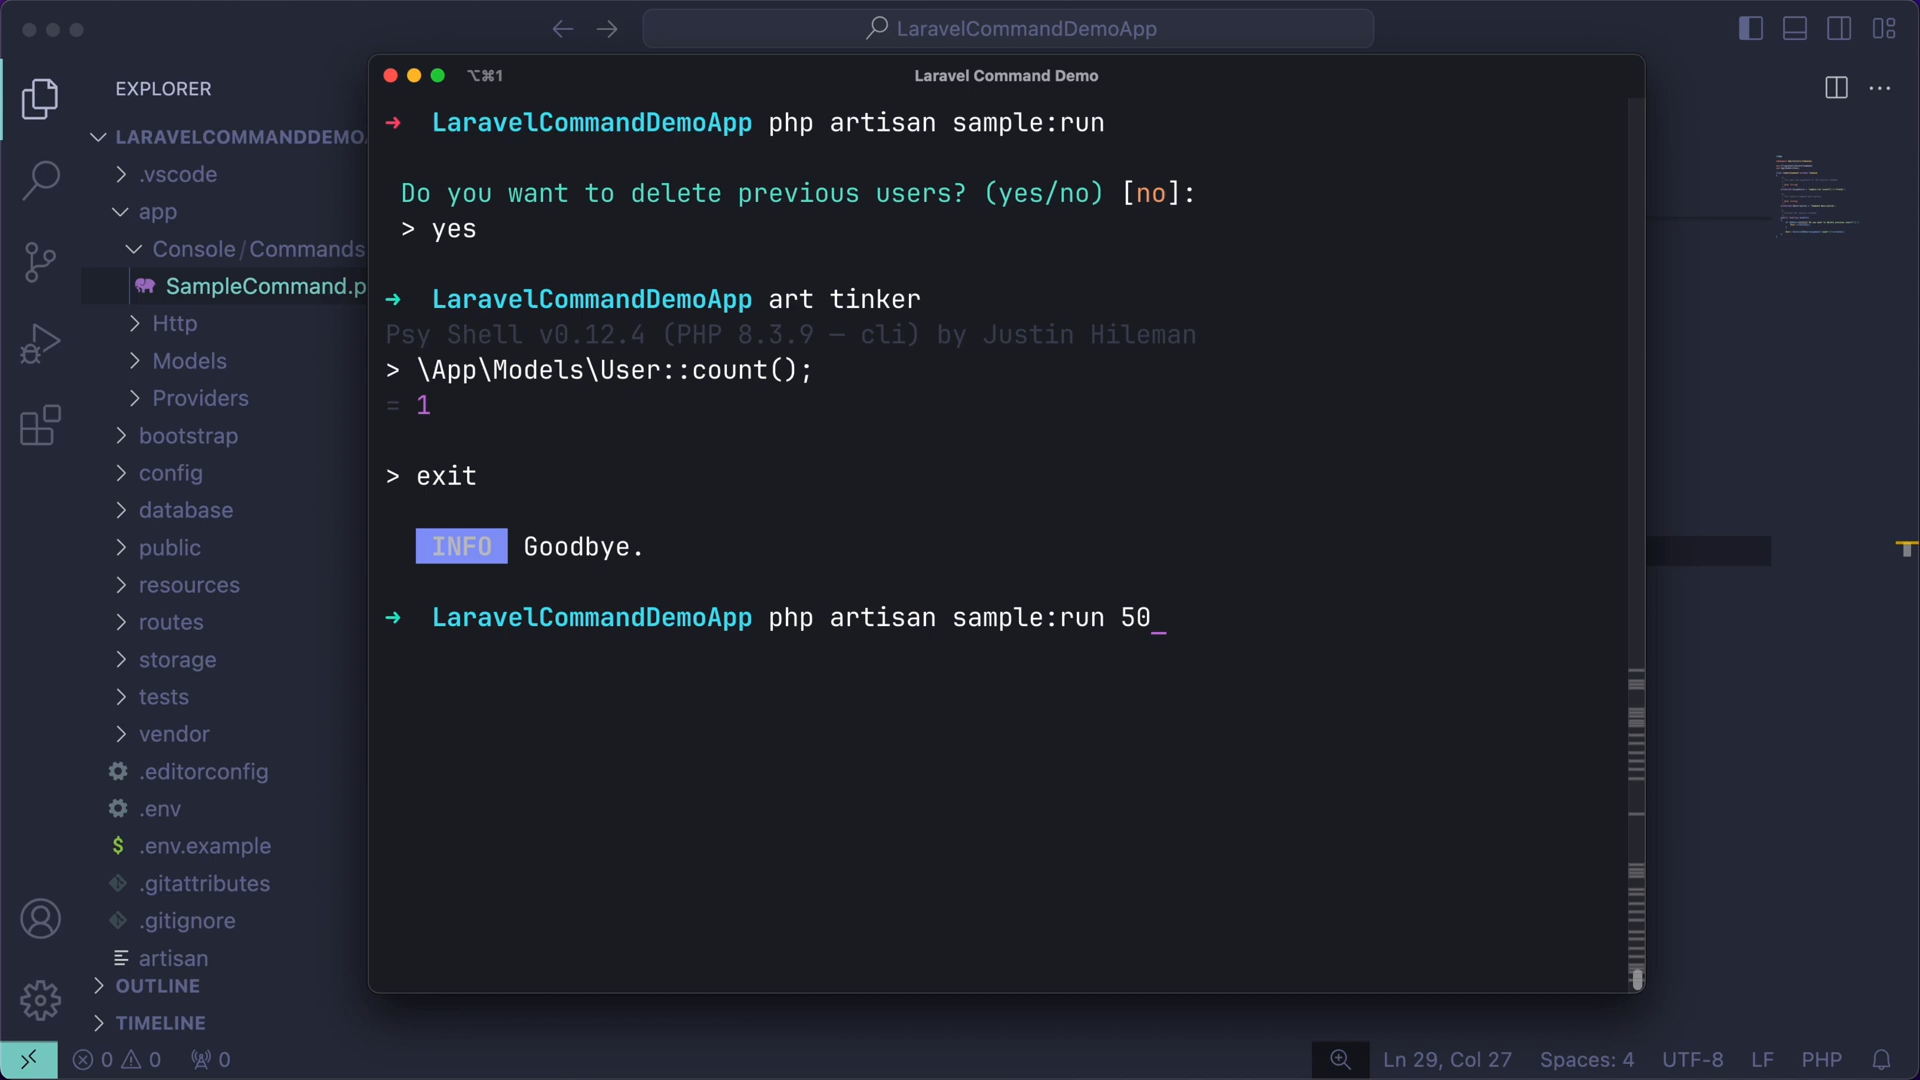 LaravelCommandDemoApp
⌥⌘1
Laravel Command Demo
EXPLORER
LARAVELCOMMANDDEMO
.vscode
app
Console/Commands
SampleCommand.p
Http
Models
Providers
bootstrap
config
database
public
resources
routes
storage
tests
vendor
.editorconfig
.env
.env.example
.gitattributes
.gitignore
artisan
OUTLINE
TIMELINE
➜ LaravelCommandDemoApp php artisan sample:run
Do you want to delete previous users? (yes/no) [no]:
> yes
➜ LaravelCommandDemoApp art tinker
Psy Shell v0.12.4 (PHP 8.3.9 — cli) by Justin Hileman
> \App\Models\User::count();
= 1
> exit
INFO Goodbye.
➜ LaravelCommandDemoApp php artisan sample:run 50_
0 0 0
Ln 29, Col 27 Spaces: 4 UTF-8 LF PHP